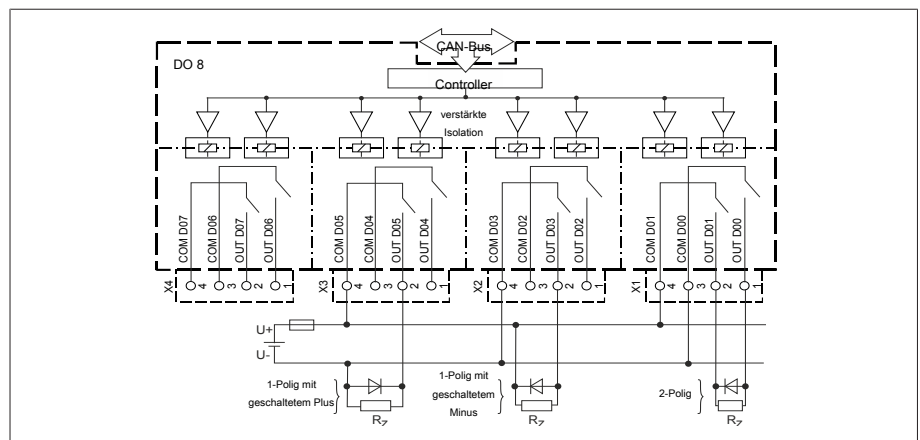 CAN-Bus
DO 8
Controller
verstärkte
Isolation
COM D07
COM D06
OUT D07
OUT D06
COM D05
COM D04
OUT D05
OUT D04
COM D03
COM D02
OUT D03
OUT D02
COM D01
COM D00
OUT D01
OUT D00
X4 4 3 2 1
X3 4 3 2 1
X2 4 3 2 1
X1 4 3 2 1
U+
U-
1-Polig mit
geschaltetem Plus
RZ
1-Polig mit
geschaltetem
Minus
RZ
2-Polig
RZ